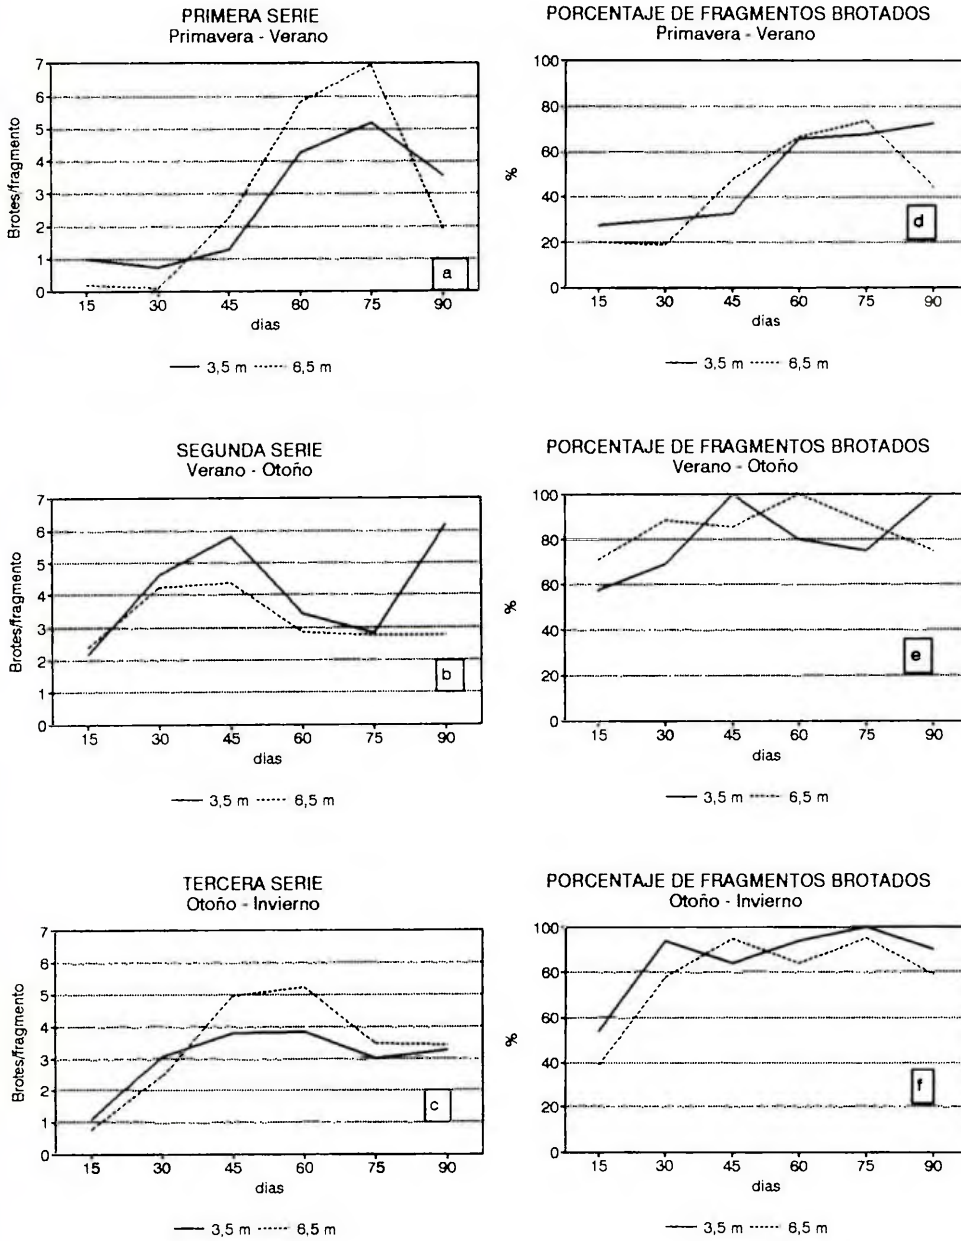 PRIMERA SERIE
Primavera - Verano
7
6
5
4
3
2
1
0
Brotes/fragmento
a
15 30 45 60 75 90
dias
3,5 m 6,5 m
PORCENTAJE DE FRAGMENTOS BROTADOS
Primavera - Verano
100
80
60
40
20
0
%
d
15 30 45 60 75 90
dias
3,5 m 6,5 m
SEGUNDA SERIE
Verano - Otoño
7
6
5
4
3
2
1
0
Brotes/fragmento
b
15 30 45 60 75 90
dias
3,5 m 6,5 m
PORCENTAJE DE FRAGMENTOS BROTADOS
Verano - Otoño
100
80
60
40
20
0
%
e
15 30 45 60 75 90
dias
3,5 m 6,5 m
TERCERA SERIE
Otoño - Invierno
7
6
5
4
3
2
1
0
Brotes/fragmento
c
15 30 45 60 75 90
dias
3,5 m 6,5 m
PORCENTAJE DE FRAGMENTOS BROTADOS
Otoño - Invierno
100
80
60
40
20
0
%
f
15 30 45 60 75 90
dias
3,5 m 6,5 m